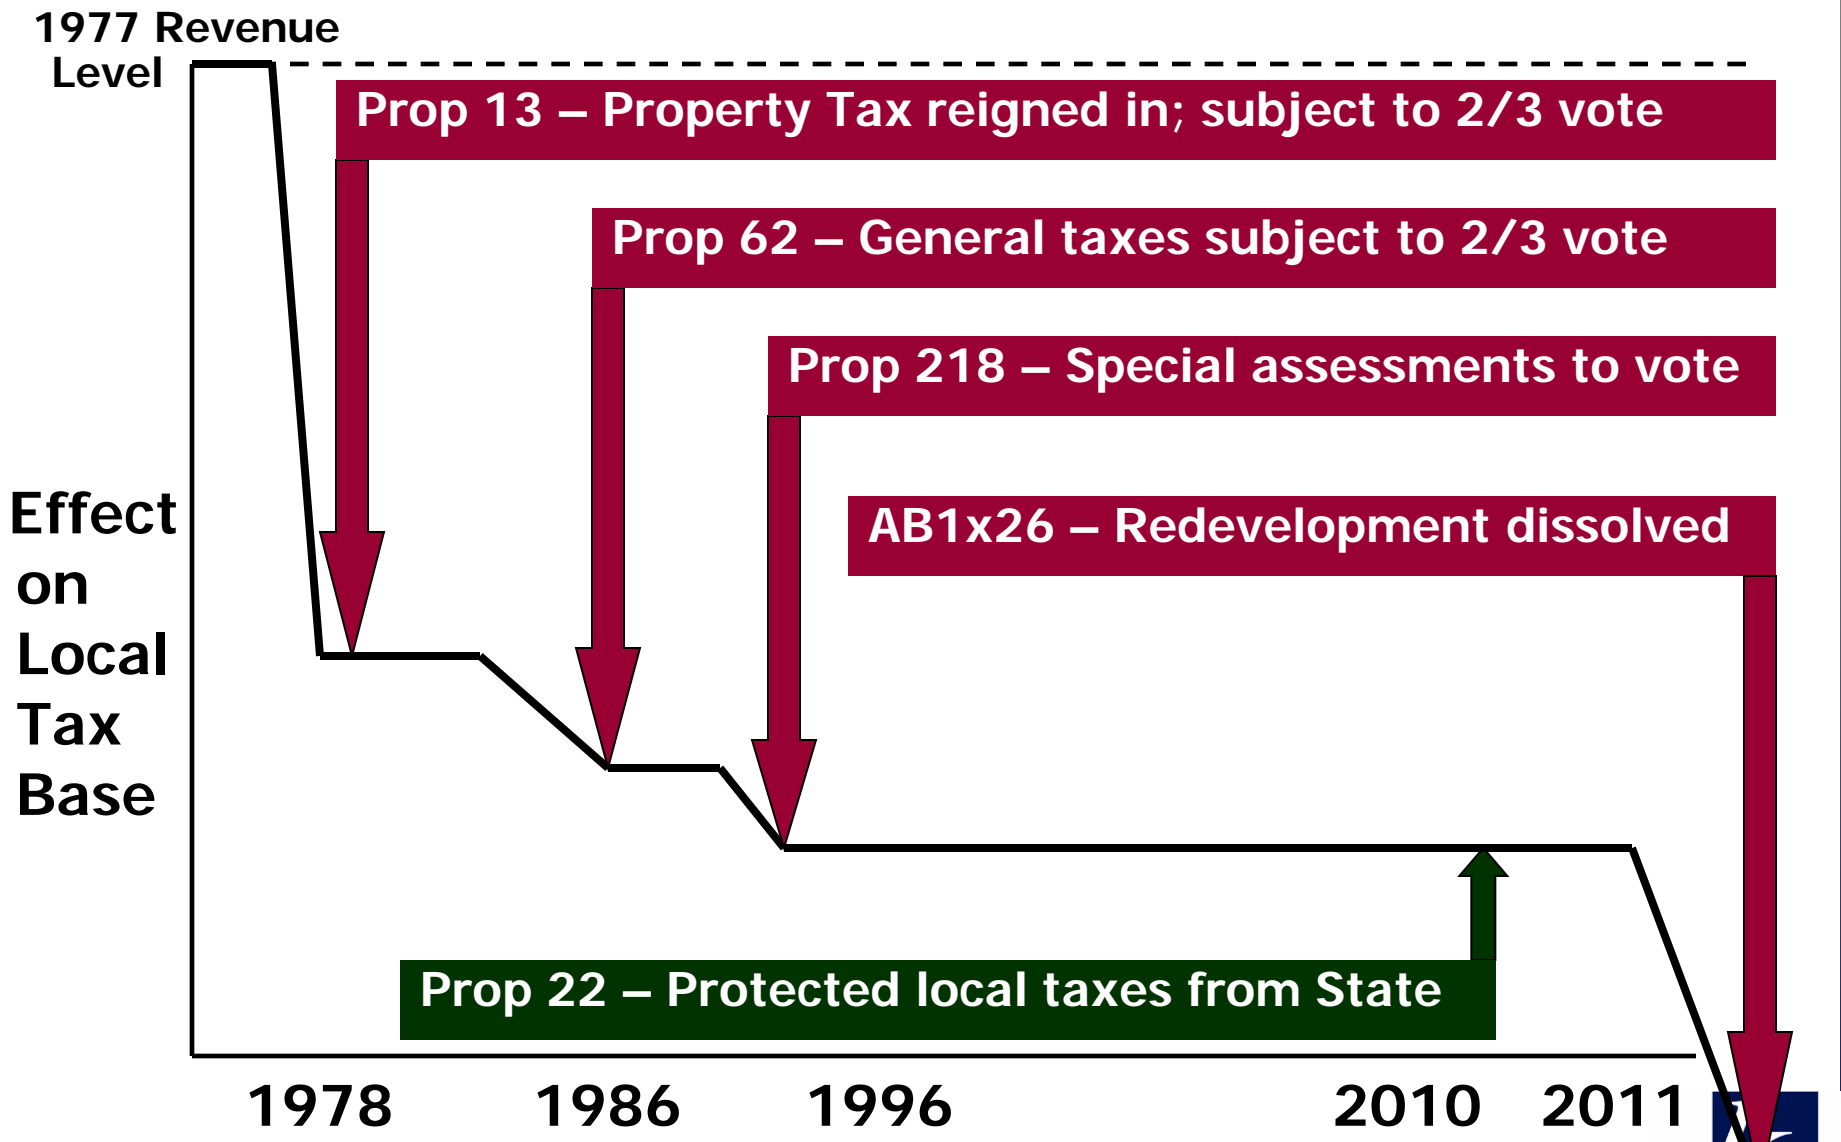 1977 Revenue
Level
Prop 13 – Property Tax reigned in; subject to 2/3 vote
Prop 62 – General taxes subject to 2/3 vote
Prop 218 – Special assessments to vote
AB1x26 – Redevelopment dissolved
Effect
on
Local
Tax
Base
Prop 22 – Protected local taxes from State
1978 1986 1996 2010 2011